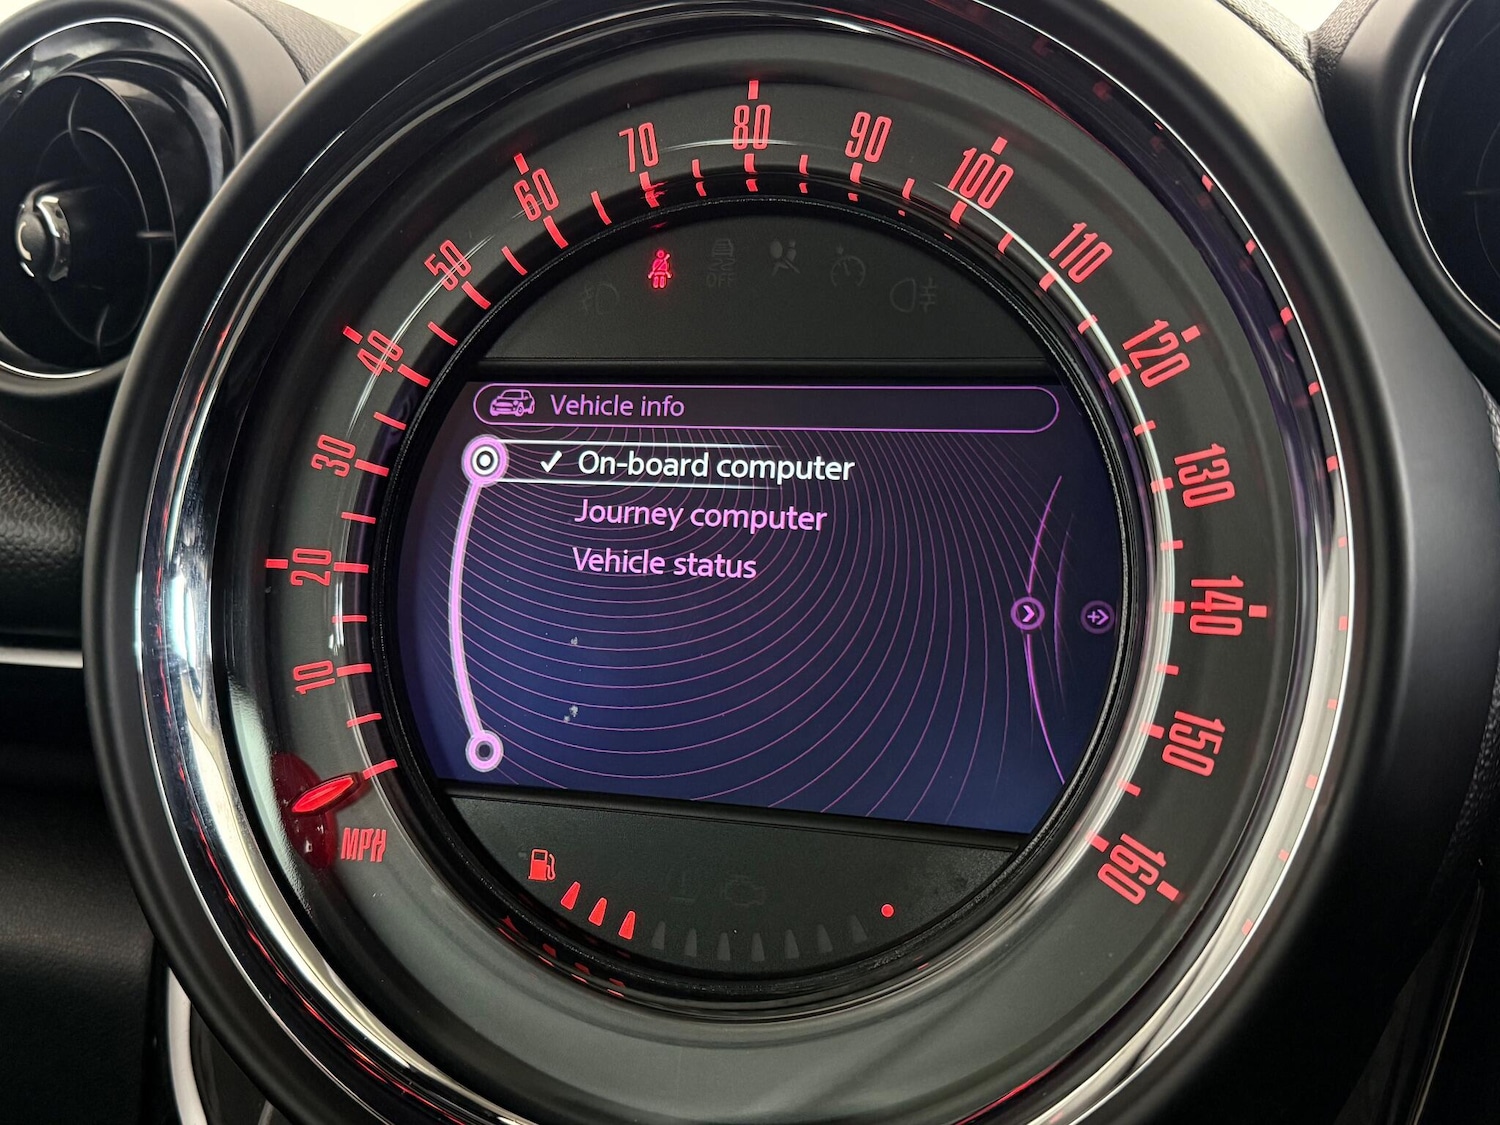 10
20
30
40
50
60
70
80
90
100
110
120
130
140
150
160
MPH
OFF
Vehicle info
On-board computer
Journey computer
Vehicle status